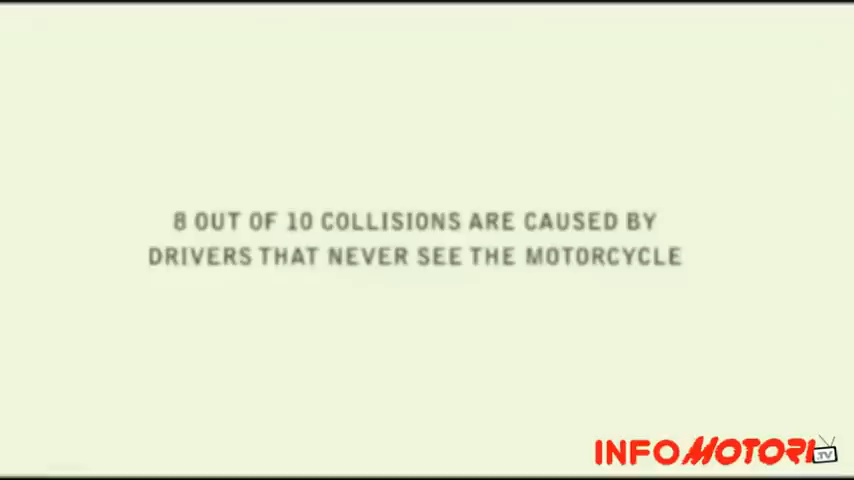 8 OUT OF 10 COLLISIONS ARE CAUSED BY
DRIVERS THAT NEVER SEE THE MOTORCYCLE
INFOMOTORI
.TV